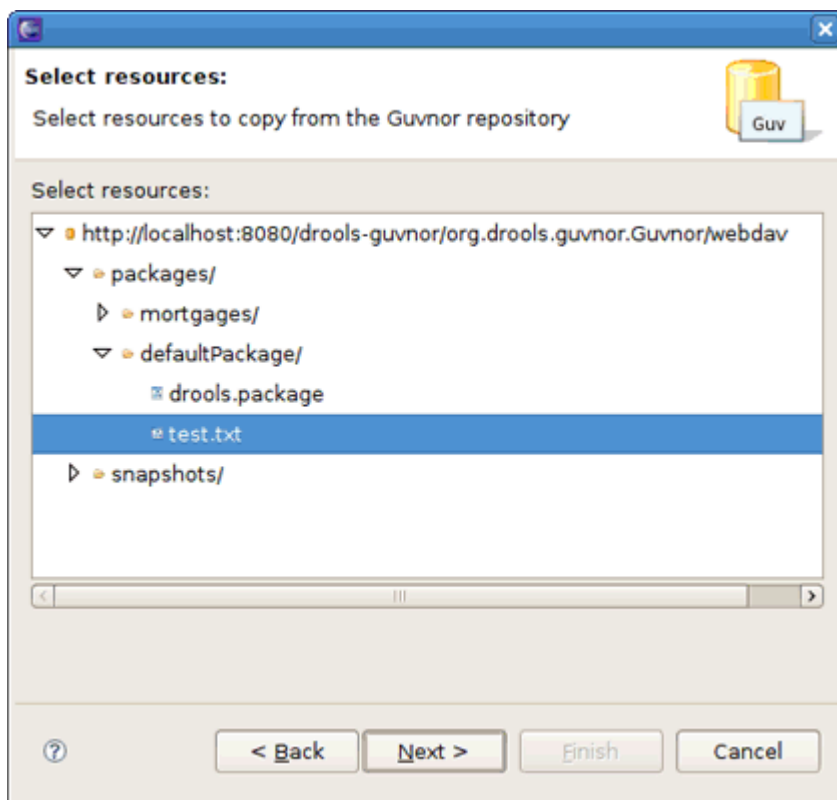 Select resources:
Select resources to copy from the Guvnor repository
Guv
Select resources:
http://localhost:8080/drools-guvnor/org.drools.guvnor.Guvnor/webdav
packages/
mortgages/
defaultPackage/
drools.package
test.txt
snapshots/
? < Back Next > Finish Cancel